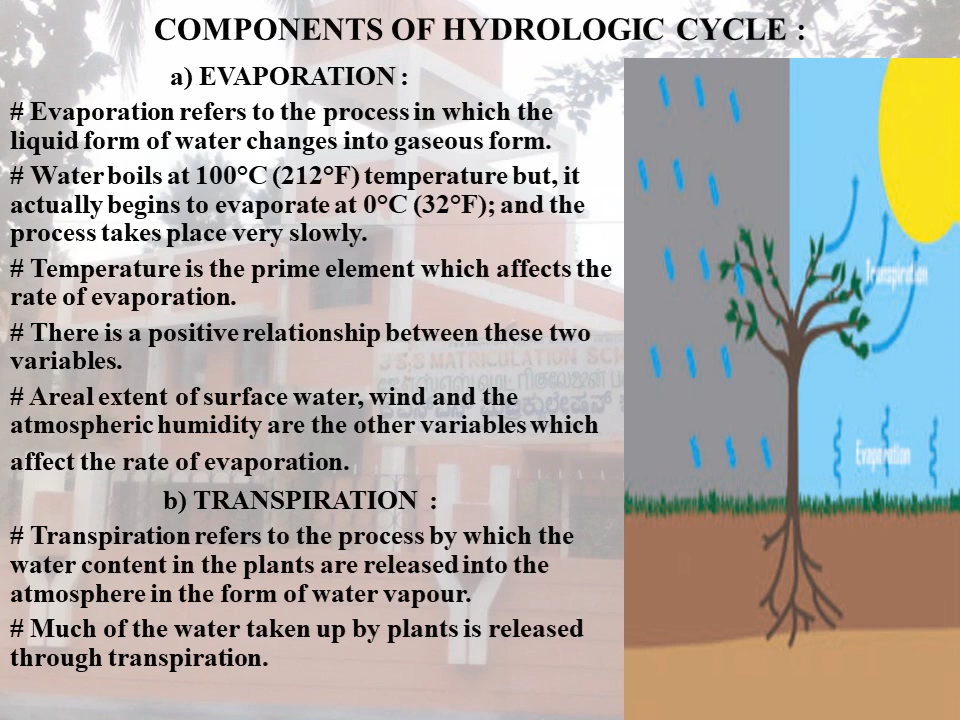 COMPONENTS OF HYDROLOGIC CYCLE :
a) EVAPORATION :
# Evaporation refers to the process in which the
liquid form of water changes into gaseous form.
# Water boils at 100°C (212°F) temperature but, it
actually begins to evaporate at 0°C (32°F); and the
process takes place very slowly.
# Temperature is the prime element which affects the
rate of evaporation.
# There is a positive relationship between these two
variables.
# Areal extent of surface water, wind and the
atmospheric humidity are the other variables which
affect the rate of evaporation.
b) TRANSPIRATION :
# Transpiration refers to the process by which the
water content in the plants are released into the
atmosphere in the form of water vapour.
# Much of the water taken up by plants is released
through transpiration.
Transpiration
Evaporation
J S S MATRICULATION